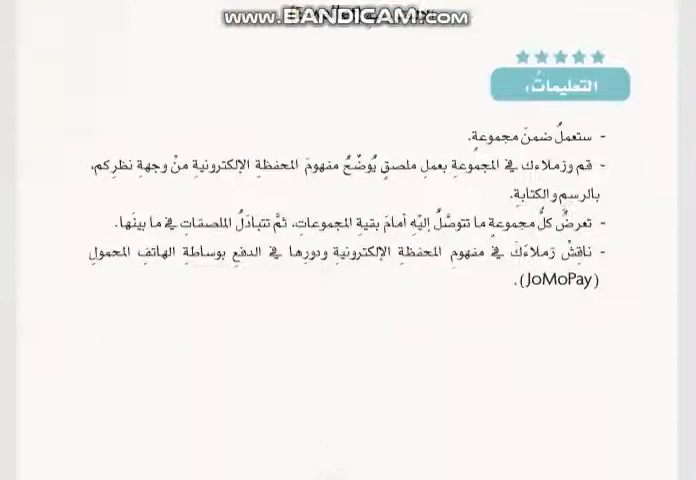 www.BANDICAM.com
التعليماتُ:
- ستعملُ ضمنَ مجموعةٍ.
- قم وزملاءك في المجموعةِ بعملِ ملصقٍ يُوضِّحُ مفهومَ المحفظةِ الإلكترونيةِ منْ وجهةِ نظرِكم،
بالرسمِ والكتابةِ.
- تعرضُ كلُّ مجموعةٍ ما تتوصَّلُ إليْهِ أمامَ بقيةِ المجموعاتِ، ثمَّ تتبادَلُ الملصقاتِ في ما بينَها.
- ناقِشْ زملاءَكَ في مفهومِ المحفظةِ الإلكترونيةِ ودورِها في الدفعِ بوساطةِ الهاتفِ المحمولِ
(JoMoPay).